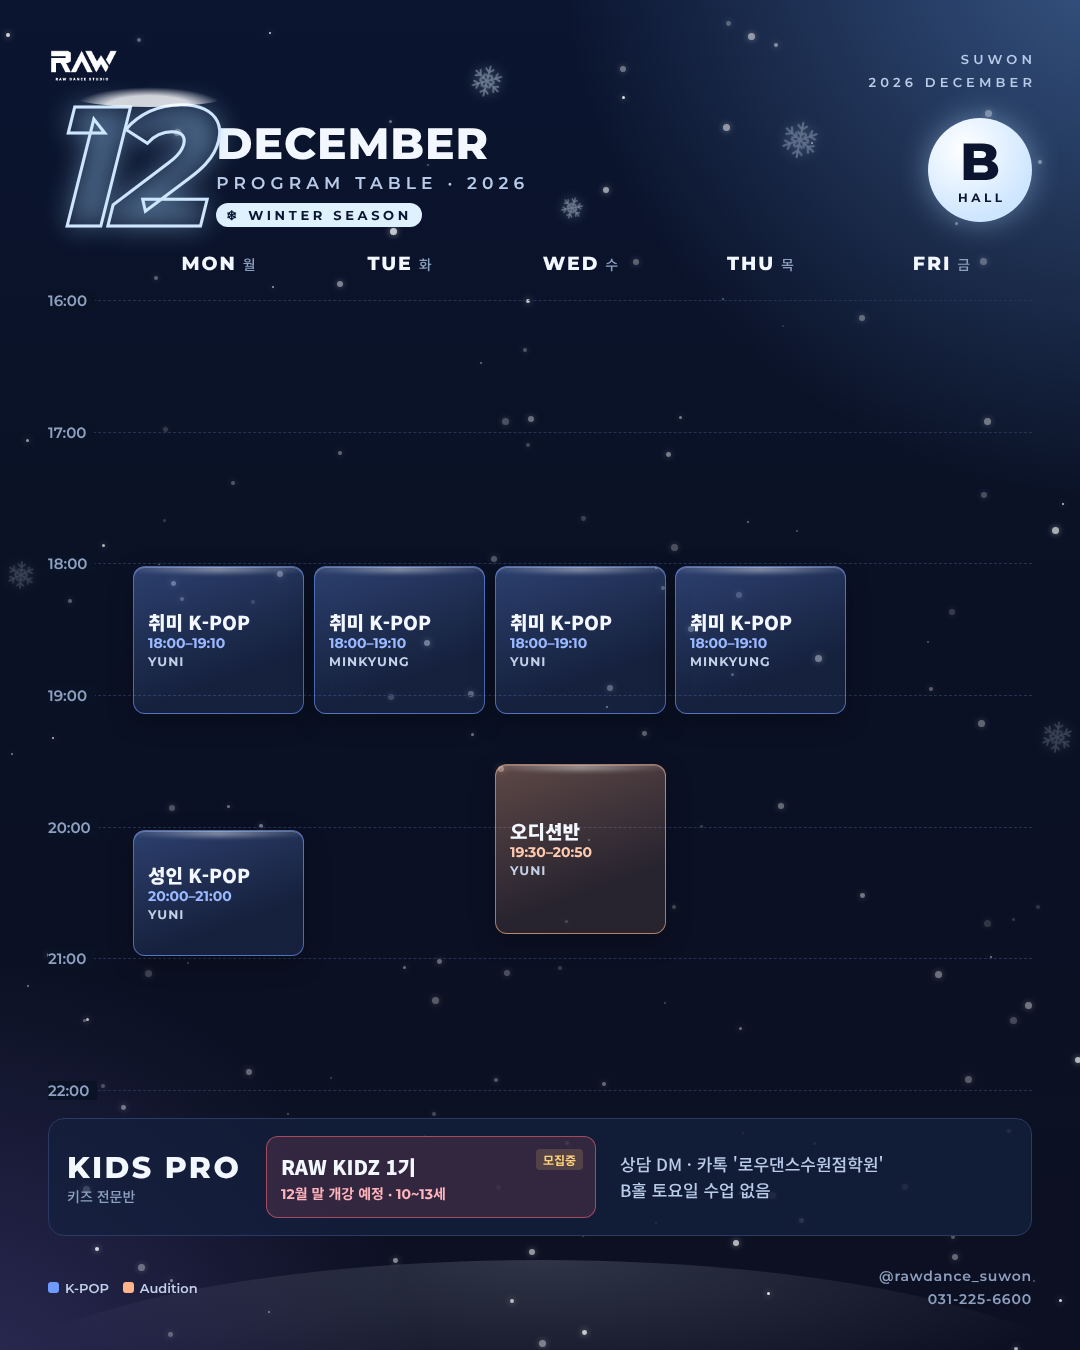 RAW
RAW DANCE STUDIO
SUWON
2026 DECEMBER
12
DECEMBER
PROGRAM TABLE · 2026
❄ WINTER SEASON
B
HALL
MON 월
TUE 화
WED 수
THU 목
FRI 금
16:00
17:00
18:00
취미 K-POP
18:00–19:10
YUNI
취미 K-POP
18:00–19:10
MINKYUNG
취미 K-POP
18:00–19:10
YUNI
취미 K-POP
18:00–19:10
MINKYUNG
19:00
오디션반
19:30–20:50
YUNI
20:00
성인 K-POP
20:00–21:00
YUNI
21:00
22:00
KIDS PRO
키즈 전문반
RAW KIDZ 1기
모집중
12월 말 개강 예정 · 10~13세
상담 DM · 카톡 '로우댄스수원점학원'
B홀 토요일 수업 없음
K-POP
Audition
@rawdance_suwon
031-225-6600